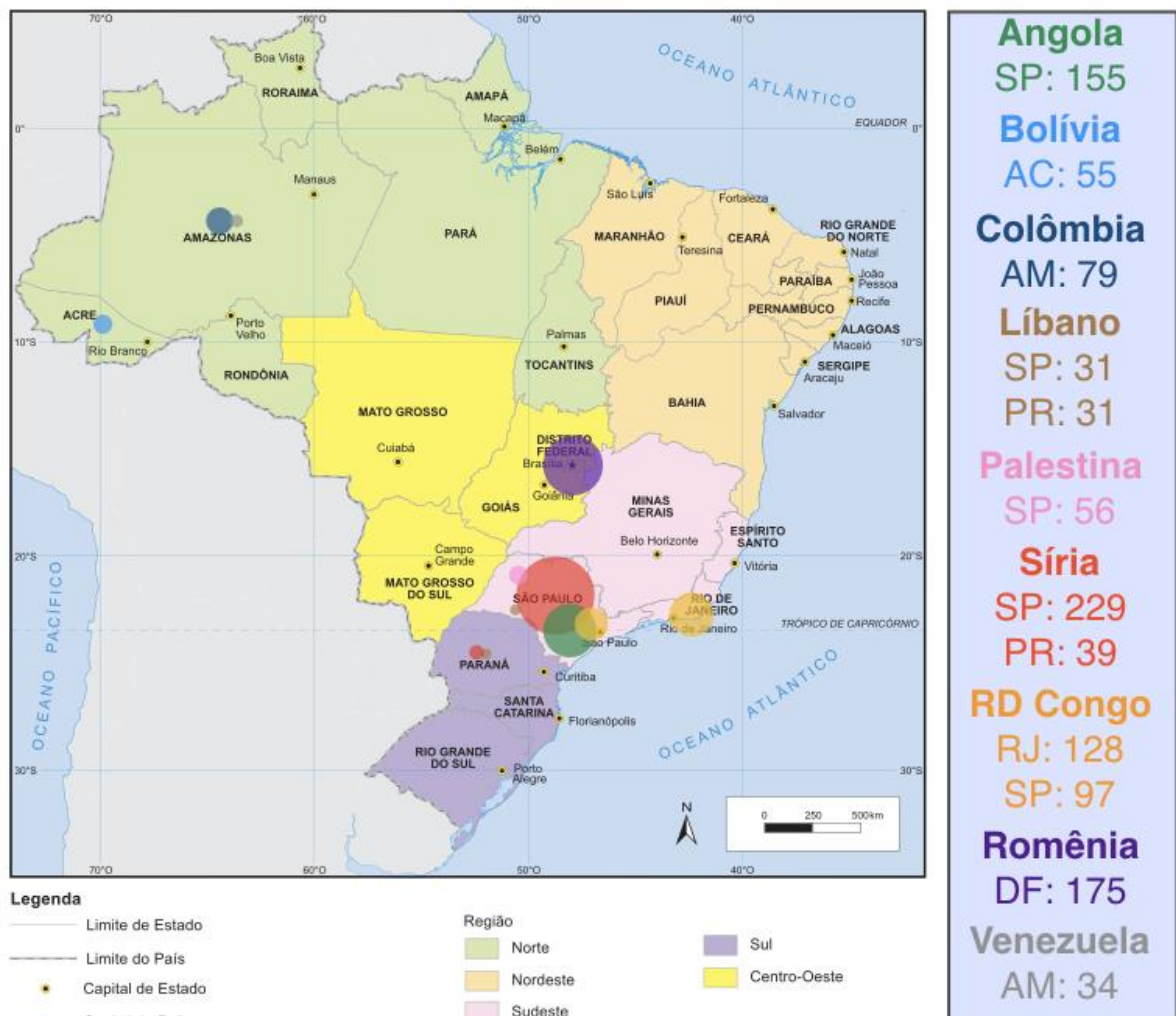 70°O
60°O
50°O
40°O
Boa Vista
RORAIMA
AMAPÁ
Macapá
OCEANO ATLÂNTICO
EQUADOR
0°
0°
Belém
Manaus
São Luís
Fortaleza
AMAZONAS
PARÁ
MARANHÃO
Teresina
CEARÁ
RIO GRANDE
DO NORTE
Natal
PARAÍBA
João
Pessoa
PIAUÍ
PERNAMBUCO
Recife
ACRE
Rio Branco
Porto
Velho
RONDÔNIA
Palmas
TOCANTINS
ALAGOAS
Maceió
SERGIPE
Aracaju
10°S
10°S
MATO GROSSO
Cuiabá
BAHIA
Salvador
DISTRITO
FEDERAL
Brasília
Goiânia
GOIÁS
MINAS
GERAIS
Belo Horizonte
ESPÍRITO
SANTO
Vitória
20°S
20°S
Campo
Grande
MATO GROSSO
DO SUL
SÃO PAULO
São Paulo
RIO DE
JANEIRO
Rio de Janeiro
TRÓPICO DE CAPRICÓRNIO
OCEANO PACÍFICO
PARANÁ
Curitiba
SANTA
CATARINA
Florianópolis
OCEANO ATLÂNTICO
RIO GRANDE
DO SUL
Porto
Alegre
30°S
30°S
N
0 250 500km
70°O
60°O
50°O
40°O
Legenda
Limite de Estado
Limite do País
Capital de Estado
Região
Norte
Nordeste
Sudeste
Sul
Centro-Oeste
Angola
SP: 155
Bolívia
AC: 55
Colômbia
AM: 79
Líbano
SP: 31
PR: 31
Palestina
SP: 56
Síria
SP: 229
PR: 39
RD Congo
RJ: 128
SP: 97
Romênia
DF: 175
Venezuela
AM: 34